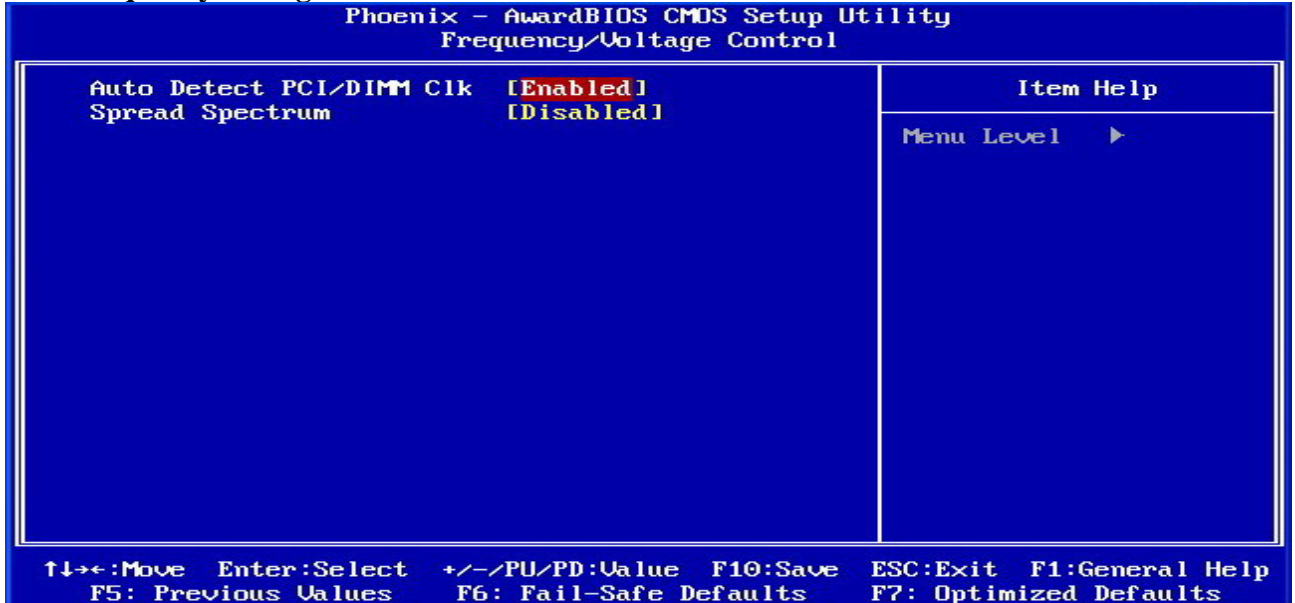 Phoenix - AwardBIOS CMOS Setup Utility
Frequency/Voltage Control
Auto Detect PCI/DIMM Clk [Enabled]
Spread Spectrum [Disabled]
Item Help
Menu Level ▶
↑↓→←:Move Enter:Select +/-/PU/PD:Value F10:Save ESC:Exit F1:General Help
F5: Previous Values F6: Fail-Safe Defaults F7: Optimized Defaults